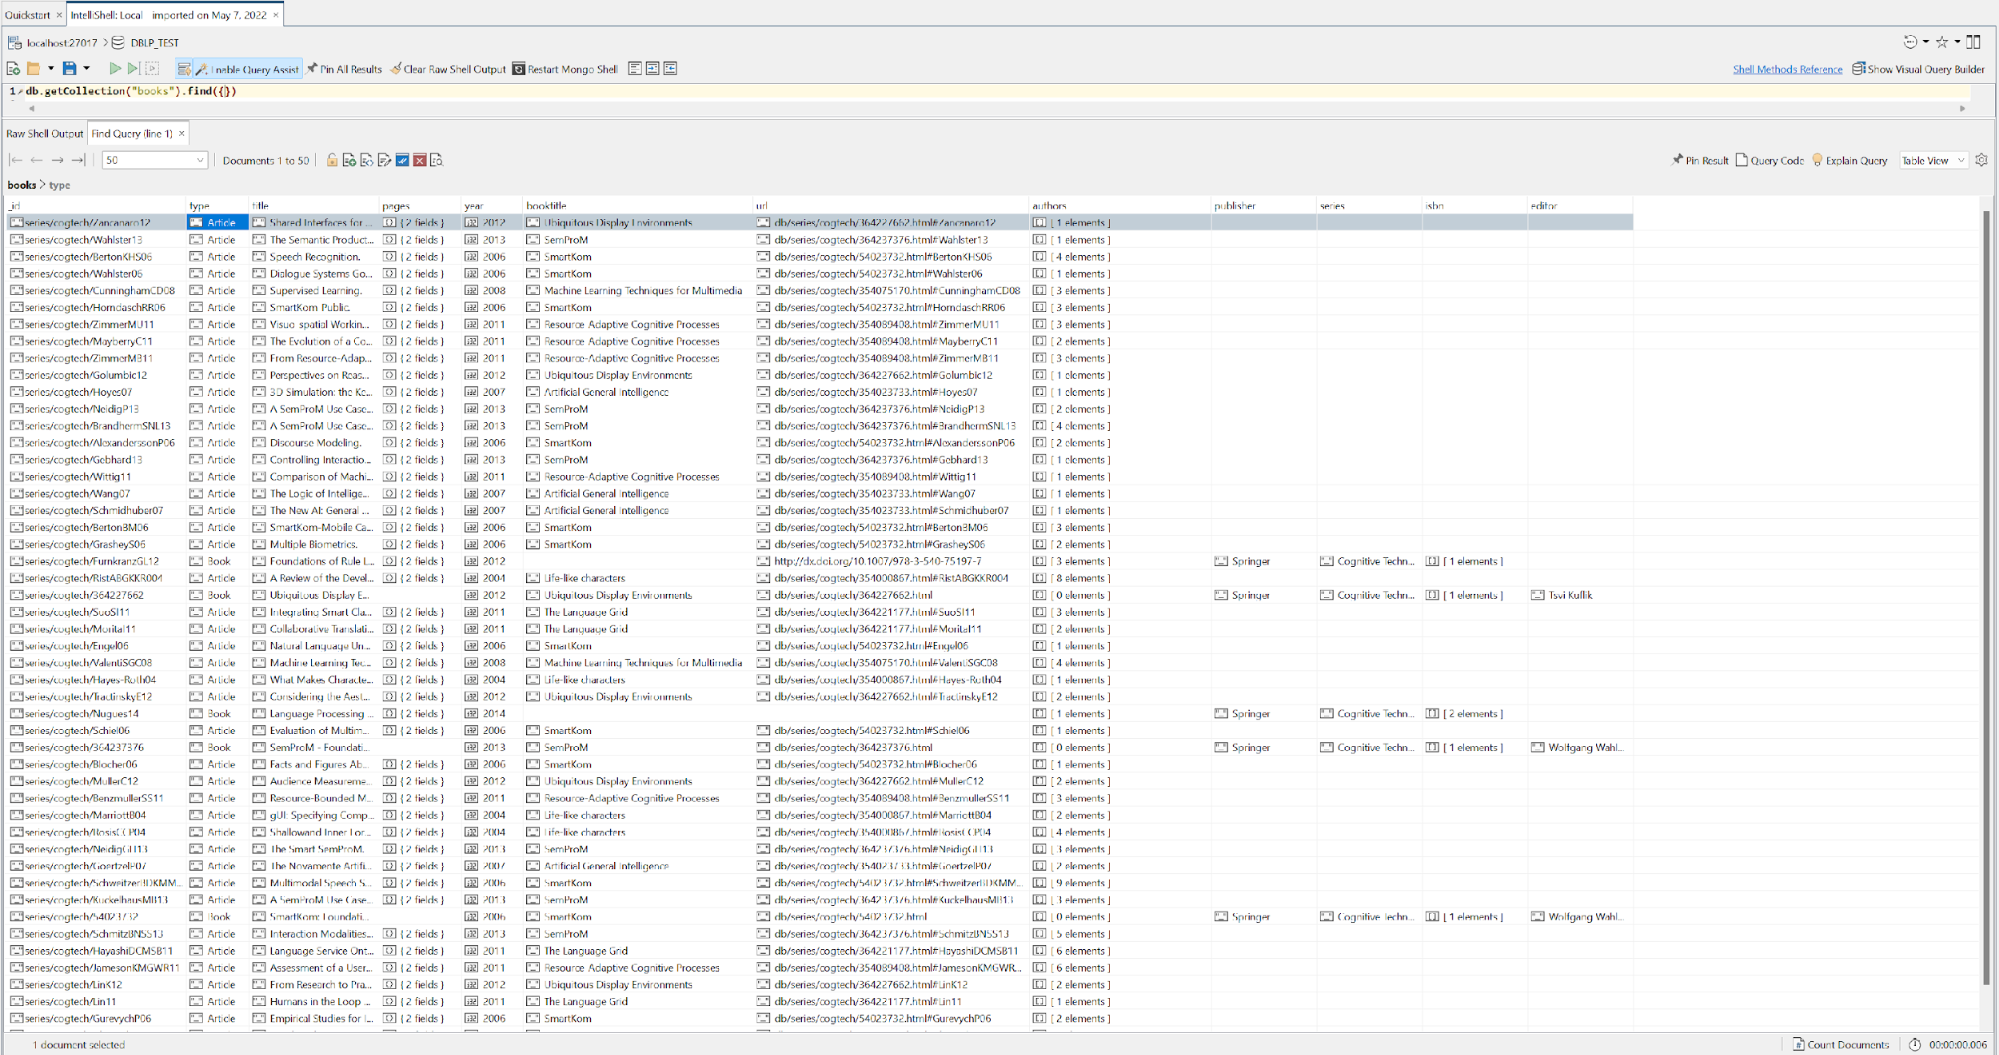 Quickstart × IntelliShell: Local imported on May 7, 2022 ×
localhost:27017 > DBLP_TEST
Enable Query Assist Pin All Results Clear Raw Shell Output Restart Mongo Shell Shell Methods Reference Show Visual Query Builder
1 db.getCollection("books").find({})
Raw Shell Output Find Query (line 1) ×
50 Documents 1 to 50 Pin Result Query Code Explain Query Table View
books > type
_id type title pages year booktitle url authors publisher series isbn editor
series/cogtech/Zancanaro12 Article Shared Interfaces for ... { 2 fields } 2012 Ubiquitous Display Environments db/series/cogtech/364227662.html#Zancanaro12 [ 1 elements ]
series/cogtech/Wahlster13 Article The Semantic Product... { 2 fields } 2013 SemProM db/series/cogtech/364237376.html#Wahlster13 [ 1 elements ]
series/cogtech/BertonKHS06 Article Speech Recognition. { 2 fields } 2006 SmartKom db/series/cogtech/54023732.html#BertonKHS06 [ 4 elements ]
series/cogtech/Wahlster06 Article Dialogue Systems Go... { 2 fields } 2006 SmartKom db/series/cogtech/54023732.html#Wahlster06 [ 1 elements ]
series/cogtech/CunninghamCD08 Article Supervised Learning. { 2 fields } 2008 Machine Learning Techniques for Multimedia db/series/cogtech/354075170.html#CunninghamCD08 [ 3 elements ]
series/cogtech/HorndaschRR06 Article SmartKom Public. { 2 fields } 2006 SmartKom db/series/cogtech/54023732.html#HorndaschRR06 [ 3 elements ]
series/cogtech/ZimmerMU11 Article Visuo-spatial Workin... { 2 fields } 2011 Resource-Adaptive Cognitive Processes db/series/cogtech/354089408.html#ZimmerMU11 [ 3 elements ]
series/cogtech/MayberryC11 Article The Evolution of a Co... { 2 fields } 2011 Resource-Adaptive Cognitive Processes db/series/cogtech/354089408.html#MayberryC11 [ 2 elements ]
series/cogtech/ZimmerMB11 Article From Resource-Adap... { 2 fields } 2011 Resource-Adaptive Cognitive Processes db/series/cogtech/354089408.html#ZimmerMB11 [ 3 elements ]
series/cogtech/Golumbic12 Article Perspectives on Reas... { 2 fields } 2012 Ubiquitous Display Environments db/series/cogtech/364227662.html#Golumbic12 [ 1 elements ]
series/cogtech/Hoyes07 Article 3D Simulation: the Ke... { 2 fields } 2007 Artificial General Intelligence db/series/cogtech/354023733.html#Hoyes07 [ 1 elements ]
series/cogtech/NeidigP13 Article A SemProM Use Case... { 2 fields } 2013 SemProM db/series/cogtech/364237376.html#NeidigP13 [ 2 elements ]
series/cogtech/BrandhermSNL13 Article A SemProM Use Case... { 2 fields } 2013 SemProM db/series/cogtech/364237376.html#BrandhermSNL13 [ 4 elements ]
series/cogtech/AlexanderssonP06 Article Discourse Modeling. { 2 fields } 2006 SmartKom db/series/cogtech/54023732.html#AlexanderssonP06 [ 2 elements ]
series/cogtech/Gebhard13 Article Controlling Interactio... { 2 fields } 2013 SemProM db/series/cogtech/364237376.html#Gebhard13 [ 1 elements ]
series/cogtech/Wittig11 Article Comparison of Machi... { 2 fields } 2011 Resource-Adaptive Cognitive Processes db/series/cogtech/354089408.html#Wittig11 [ 1 elements ]
series/cogtech/Wang07 Article The Logic of Intellige... { 2 fields } 2007 Artificial General Intelligence db/series/cogtech/354023733.html#Wang07 [ 1 elements ]
series/cogtech/Schmidhuber07 Article The New AI: General ... { 2 fields } 2007 Artificial General Intelligence db/series/cogtech/354023733.html#Schmidhuber07 [ 1 elements ]
series/cogtech/BertonBM06 Article SmartKom-Mobile Ca... { 2 fields } 2006 SmartKom db/series/cogtech/54023732.html#BertonBM06 [ 3 elements ]
series/cogtech/GrasheyS06 Article Multiple Biometrics. { 2 fields } 2006 SmartKom db/series/cogtech/54023732.html#GrasheyS06 [ 2 elements ]
series/cogtech/FurnkranzGL12 Book Foundations of Rule L... 2012 http://dx.doi.org/10.1007/978-3-540-75197-7 [ 3 elements ] Springer Cognitive Techn... [ 1 elements ]
series/cogtech/RistABGKKR004 Article A Review of the Devel... { 2 fields } 2004 Life-like characters db/series/cogtech/354000867.html#RistABGKKR004 [ 8 elements ]
series/cogtech/364227662 Book Ubiquitous Display E... 2012 Ubiquitous Display Environments db/series/cogtech/364227662.html [ 0 elements ] Springer Cognitive Techn... [ 1 elements ] Tsvi Kuflik
series/cogtech/SuoSI11 Article Integrating Smart Cla... { 2 fields } 2011 The Language Grid db/series/cogtech/364221177.html#SuoSI11 [ 3 elements ]
series/cogtech/MoritaI11 Article Collaborative Translati... { 2 fields } 2011 The Language Grid db/series/cogtech/364221177.html#MoritaI11 [ 2 elements ]
series/cogtech/Engel06 Article Natural Language Un... { 2 fields } 2006 SmartKom db/series/cogtech/54023732.html#Engel06 [ 1 elements ]
series/cogtech/ValentiSGC08 Article Machine Learning Tec... { 2 fields } 2008 Machine Learning Techniques for Multimedia db/series/cogtech/354075170.html#ValentiSGC08 [ 4 elements ]
series/cogtech/Hayes-Roth04 Article What Makes Characte... { 2 fields } 2004 Life-like characters db/series/cogtech/354000867.html#Hayes-Roth04 [ 1 elements ]
series/cogtech/TractinskyE12 Article Considering the Aest... { 2 fields } 2012 Ubiquitous Display Environments db/series/cogtech/364227662.html#TractinskyE12 [ 2 elements ]
series/cogtech/Nugues14 Book Language Processing ... { 2 fields } 2014 [ 1 elements ] Springer Cognitive Techn... [ 2 elements ]
series/cogtech/Schiel06 Article Evaluation of Multim... { 2 fields } 2006 SmartKom db/series/cogtech/54023732.html#Schiel06 [ 1 elements ]
series/cogtech/364237376 Book SemProM - Foundati... 2013 SemProM db/series/cogtech/364237376.html [ 0 elements ] Springer Cognitive Techn... [ 1 elements ] Wolfgang Wahl...
series/cogtech/Blocher06 Article Facts and Figures Ab... { 2 fields } 2006 SmartKom db/series/cogtech/54023732.html#Blocher06 [ 1 elements ]
series/cogtech/MullerC12 Article Audience Measureme... { 2 fields } 2012 Ubiquitous Display Environments db/series/cogtech/364227662.html#MullerC12 [ 2 elements ]
series/cogtech/BenzmullerSS11 Article Resource-Bounded M... { 2 fields } 2011 Resource-Adaptive Cognitive Processes db/series/cogtech/354089408.html#BenzmullerSS11 [ 3 elements ]
series/cogtech/MarriottB04 Article gUI: Specifying Comp... { 2 fields } 2004 Life-like characters db/series/cogtech/354000867.html#MarriottB04 [ 2 elements ]
series/cogtech/RosisCCP04 Article Shallowand Inner For... { 2 fields } 2004 Life-like characters db/series/cogtech/354000867.html#RosisCCP04 [ 4 elements ]
series/cogtech/NeidigGH13 Article The Smart SemProM. { 2 fields } 2013 SemProM db/series/cogtech/364237376.html#NeidigGH13 [ 3 elements ]
series/cogtech/GoertzelP07 Article The Novamente Artifi... { 2 fields } 2007 Artificial General Intelligence db/series/cogtech/354023733.html#GoertzelP07 [ 2 elements ]
series/cogtech/SchweitzerBDKMM... Article Multimodal Speech S... { 2 fields } 2006 SmartKom db/series/cogtech/54023732.html#SchweitzerBDKMM... [ 9 elements ]
series/cogtech/KuckelhausMB13 Article A SemProM Use Case... { 2 fields } 2013 SemProM db/series/cogtech/364237376.html#KuckelhausMB13 [ 3 elements ]
series/cogtech/54023732 Book SmartKom: Foundati... 2006 SmartKom db/series/cogtech/54023732.html [ 0 elements ] Springer Cognitive Techn... [ 1 elements ] Wolfgang Wahl...
series/cogtech/SchmitzBNSS13 Article Interaction Modalities... { 2 fields } 2013 SemProM db/series/cogtech/364237376.html#SchmitzBNSS13 [ 5 elements ]
series/cogtech/HayashiDCMSB11 Article Language Service Ont... { 2 fields } 2011 The Language Grid db/series/cogtech/364221177.html#HayashiDCMSB11 [ 6 elements ]
series/cogtech/JamesonKMGWR11 Article Assessment of a User... { 2 fields } 2011 Resource-Adaptive Cognitive Processes db/series/cogtech/354089408.html#JamesonKMGWR... [ 6 elements ]
series/cogtech/LinK12 Article From Research to Pra... { 2 fields } 2012 Ubiquitous Display Environments db/series/cogtech/364227662.html#LinK12 [ 2 elements ]
series/cogtech/Lin11 Article Humans in the Loop ... { 2 fields } 2011 The Language Grid db/series/cogtech/364221177.html#Lin11 [ 1 elements ]
series/cogtech/GurevychP06 Article Empirical Studies for I... { 2 fields } 2006 SmartKom db/series/cogtech/54023732.html#GurevychP06 [ 2 elements ]
1 document selected Count Documents 00:00:00.006